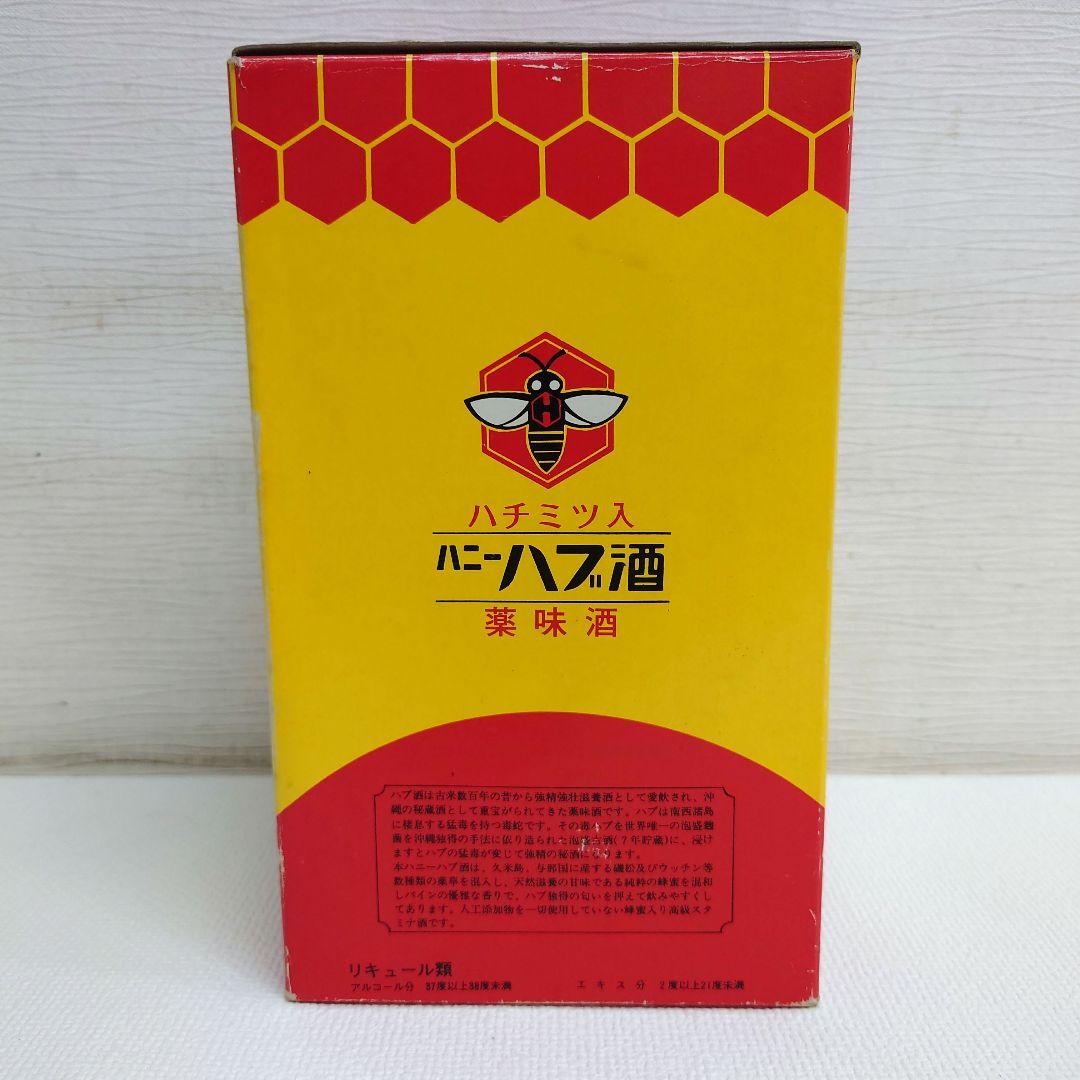 H
ハチミツ入
ハニーハブ酒
薬味酒
ハブ酒は古来数百年の昔から強精強壮滋養酒として愛飲され、沖
縄の秘蔵酒として重宝がられてきた薬味酒です。ハブは南西諸島
に棲息する猛毒を持つ毒蛇です。その毒ハブを世界唯一の泡盛麹
菌を沖縄独得の手法に依り造られた泡盛古酒(7年貯蔵)に、浸け
ますとハブの猛毒が変じて強精の秘酒になります。
本ハニーハブ酒は、久米島、与那国に産する磯松及びウッチン等
数種類の薬草を混入し、天然滋養の甘味である純粋の蜂蜜を混和
しパインの優雅な香りで、ハブ独得の匂いを押えて飲みやすくし
てあります。人工添加物を一切使用していない蜂蜜入り高級スタ
ミナ酒です。
リキュール類
アルコール分 37度以上38度未満 エキス分 2度以上21度未満